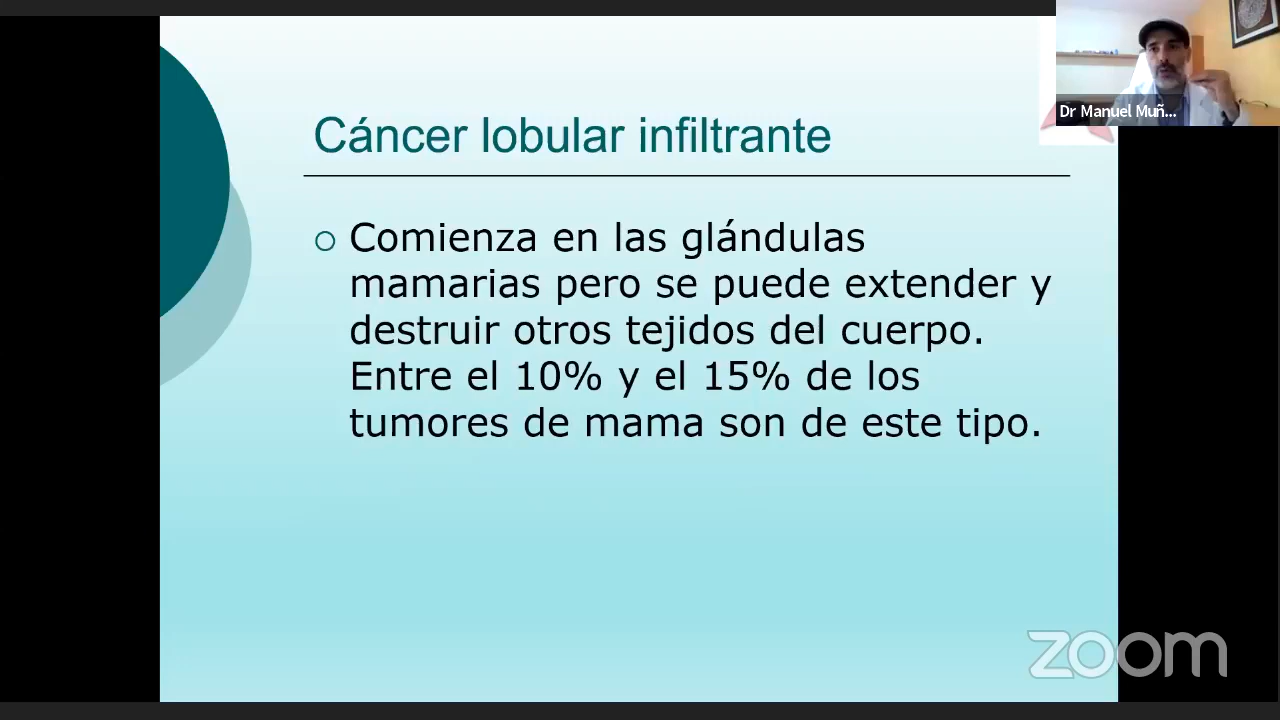 Dr Manuel Muñ...
Cáncer lobular infiltrante
Comienza en las glándulas
mamarias pero se puede extender y
destruir otros tejidos del cuerpo.
Entre el 10% y el 15% de los
tumores de mama son de este tipo.
zoom